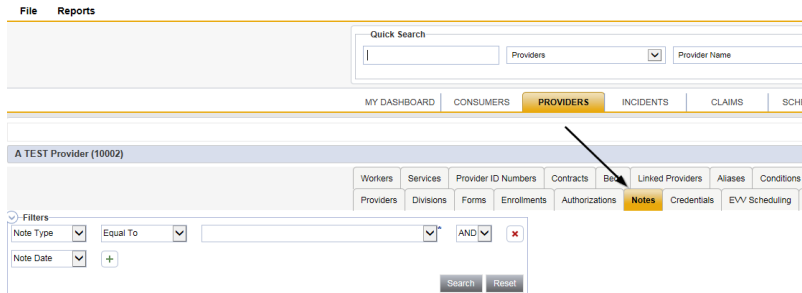 File Reports
Quick Search
Providers Provider Name
MY DASHBOARD CONSUMERS PROVIDERS INCIDENTS CLAIMS
A TEST Provider (10002)
Workers Services Provider ID Numbers Contracts Linked Providers Aliases Conditions
Providers Divisions Forms Enrollments Authorizations Notes Credentials EVV Scheduling
Filters
Note Type Equal To * AND
Note Date
Search Reset